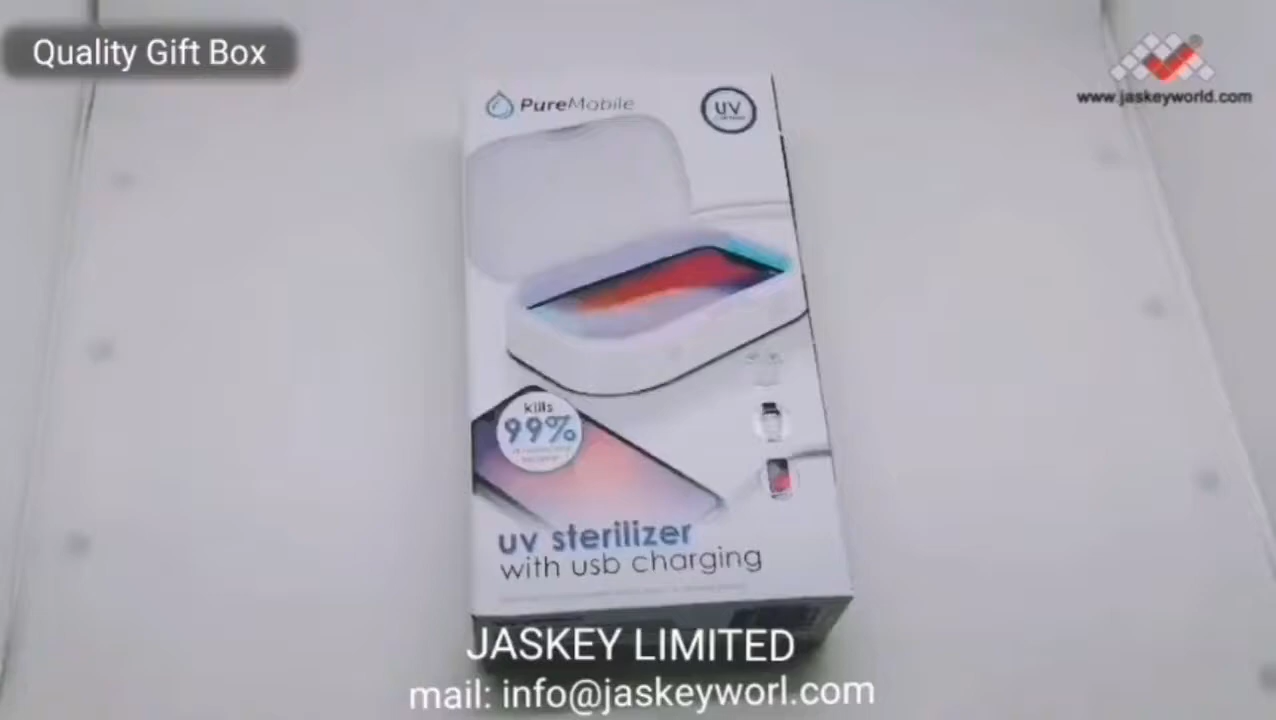 Quality Gift Box
www.jaskeyworld.com
PureMobile
UV
kills
99%
uv sterilizer
with usb charging
JASKEY LIMITED
mail: info@jaskeyworl.com